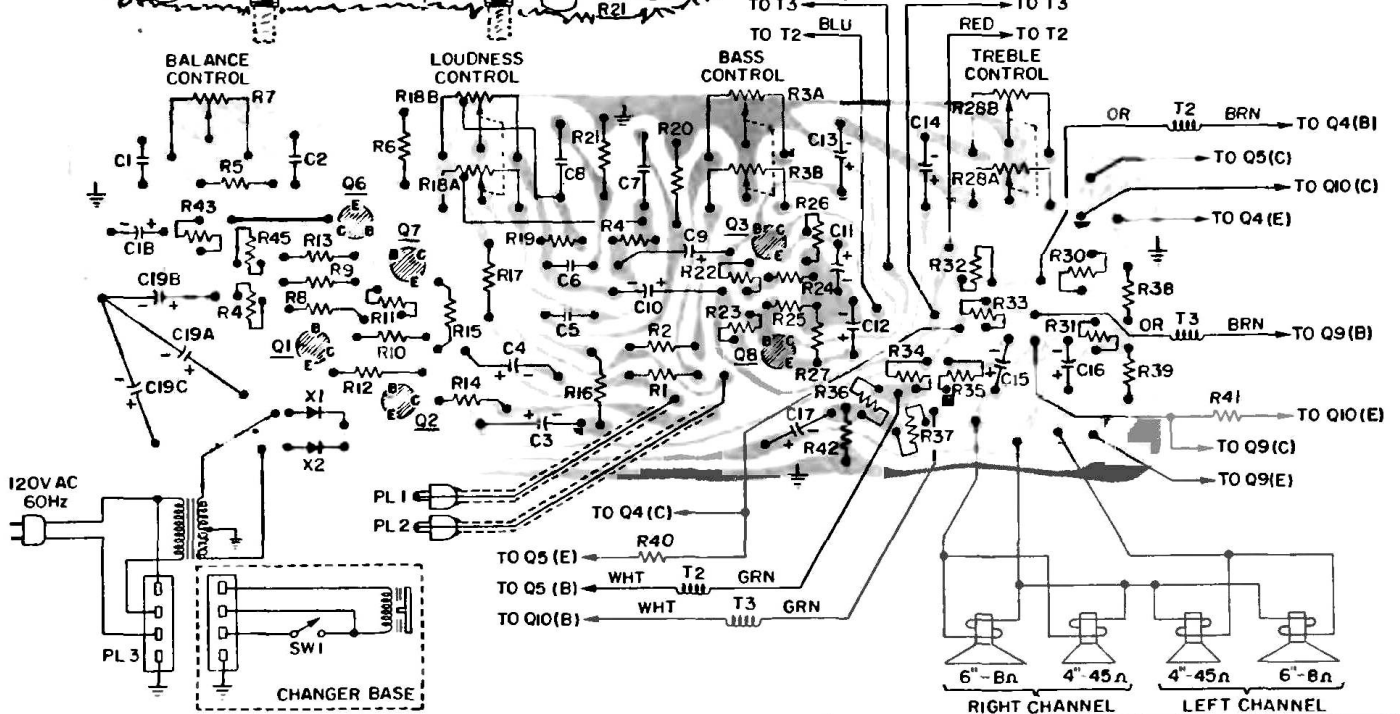 R21
TO T3
TO T3
TO T2
BLU
RED
TO T2
BALANCE CONTROL
LOUDNESS CONTROL
BASS CONTROL
TREBLE CONTROL
R7
R18B
R3A
R28B
R6
R21
R20
C13
C14
OR
T2
BRN
TO Q4(B)
C1
R5
C2
C8
C7
R18A
R3B
R28A
TO Q5(C)
TO Q10(C)
TO Q4(E)
Q6
E
C B
R43
C1B
R45
R13
Q7
B C
E
R19
R4
C9
Q3
B C
E
R26
C11
R32
R30
R38
C19B
R9
R17
C6
R22
R24
R4
R8
R11
C10
R33
R15
C5
R23
R25
C12
R31
OR
T3
BRN
TO Q9(B)
C19A
Q1
B
C
E
R10
R2
Q8
B C
E
R34
C19C
R12
C4
R27
R35
C15
C16
R39
X1
R14
R16
R1
R36
Q2
B
E C
C3
C17
R37
R41
TO Q10(E)
X2
R42
TO Q9(C)
TO Q9(E)
120V AC
60Hz
PL 1
PL 2
TO Q4(C)
TO Q5(E)
R40
TO Q5(B)
WHT
T2
GRN
TO Q10(B)
WHT
T3
GRN
PL3
SW1
CHANGER BASE
6"-8Ω
4"-45Ω
4"-45Ω
6"-8Ω
RIGHT CHANNEL
LEFT CHANNEL